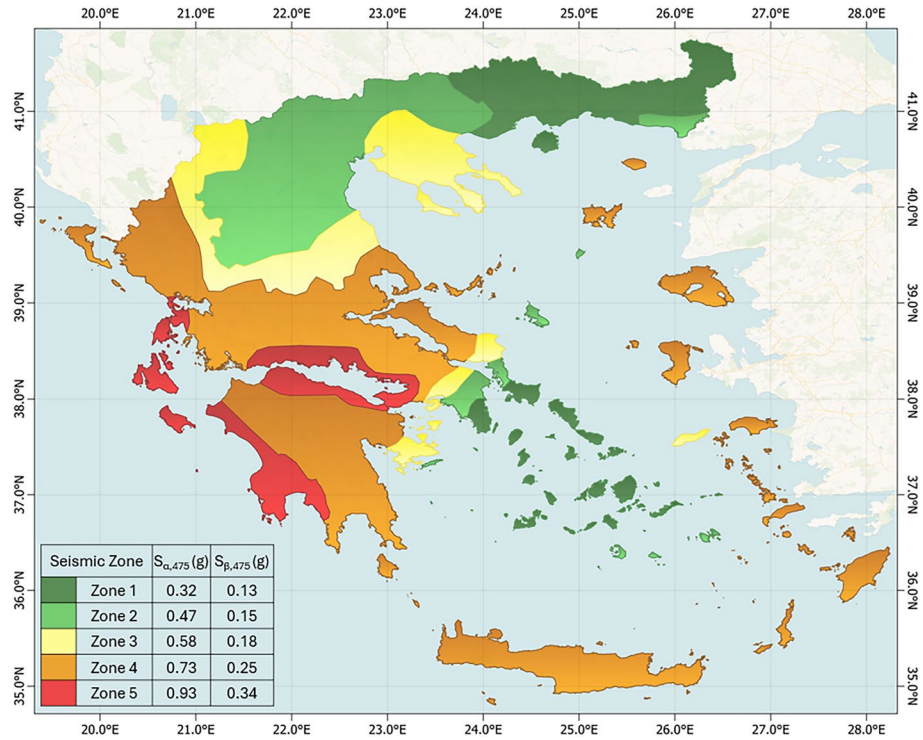 20.0°E 21.0°E 22.0°E 23.0°E 24.0°E 25.0°E 26.0°E 27.0°E 28.0°E
41.0°N 41.0°N
40.0°N 40.0°N
39.0°N 39.0°N
38.0°N 38.0°N
37.0°N 37.0°N
36.0°N 36.0°N
35.0°N 35.0°N
Seismic Zone Sα,475 (g) Sβ,475 (g)
Zone 1 0.32 0.13
Zone 2 0.47 0.15
Zone 3 0.58 0.18
Zone 4 0.73 0.25
Zone 5 0.93 0.34
20.0°E 21.0°E 22.0°E 23.0°E 24.0°E 25.0°E 26.0°E 27.0°E 28.0°E